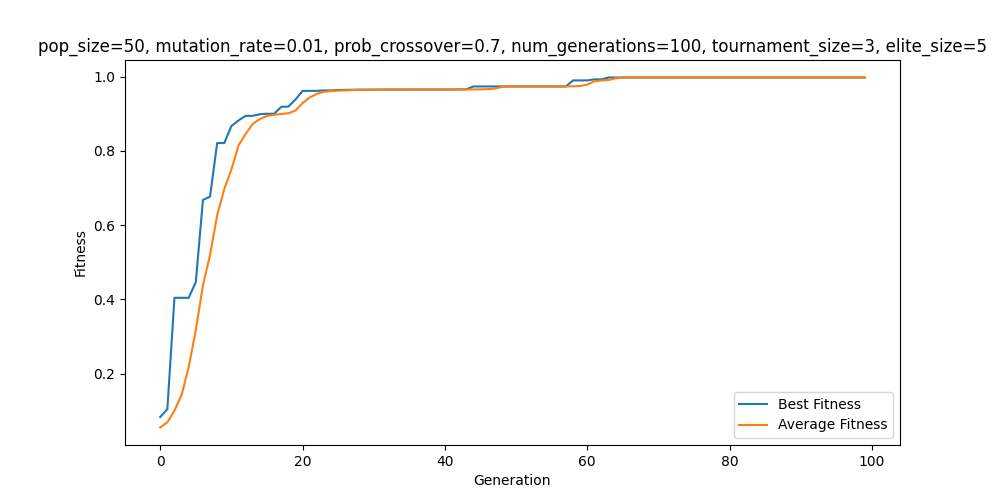 pop_size=50, mutation_rate=0.01, prob_crossover=0.7, num_generations=100, tournament_size=3, elite_size=5
1.0
0.8
0.6
0.4
0.2
Fitness
Best Fitness
Average Fitness
0 20 40 60 80 100
Generation